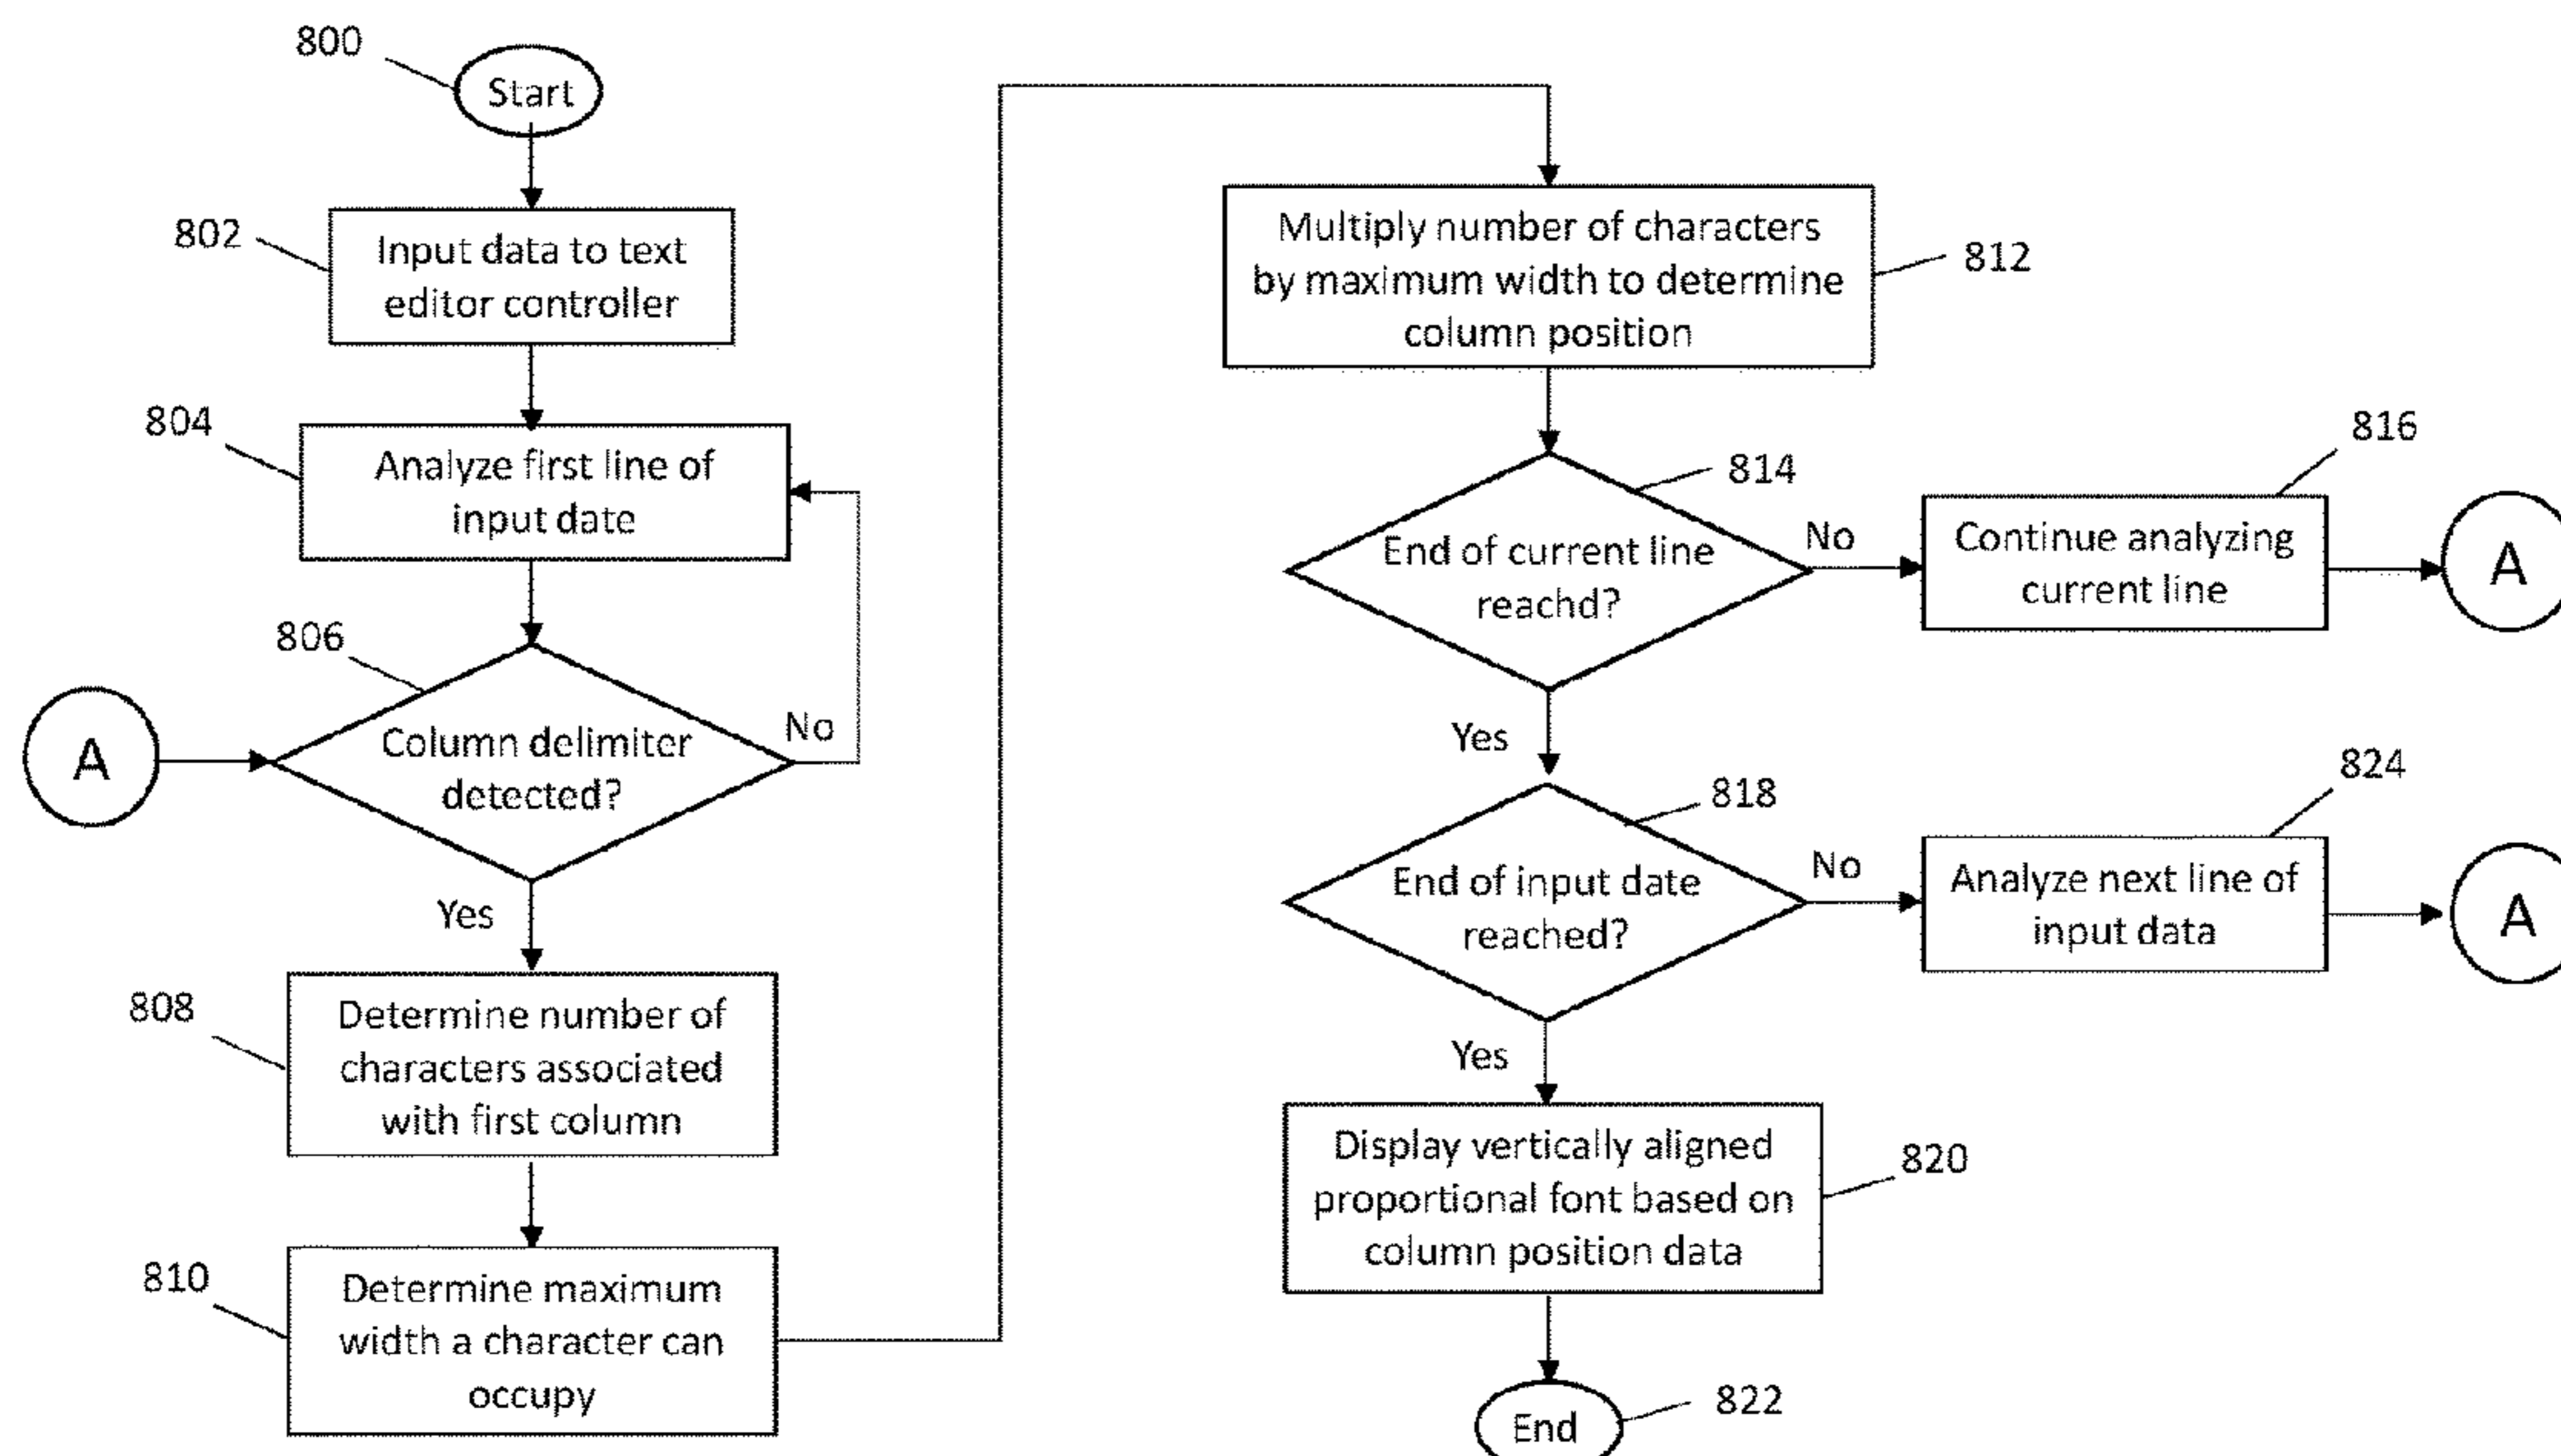 800
Start
802
Input data to text
editor controller
804
Analyze first line of
input date
806
A
Column delimiter
detected?
No
Yes
808
Determine number of
characters associated
with first column
810
Determine maximum
width a character can
occupy
Multiply number of characters
by maximum width to determine
column position
812
814
End of current line
reachd?
No
816
Continue analyzing
current line
A
Yes
818
End of input date
reached?
No
824
Analyze next line of
input data
A
Yes
Display vertically aligned
proportional font based on
column position data
820
End
822